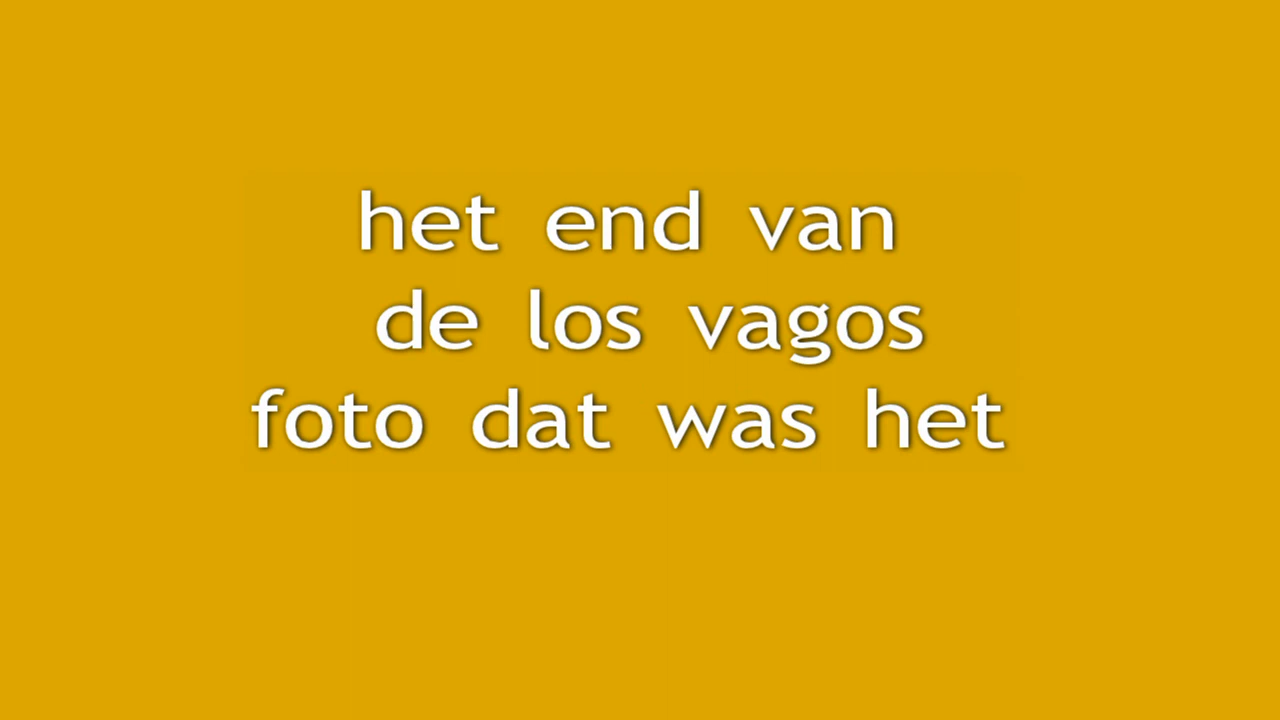 het end van
de los vagos
foto dat was het